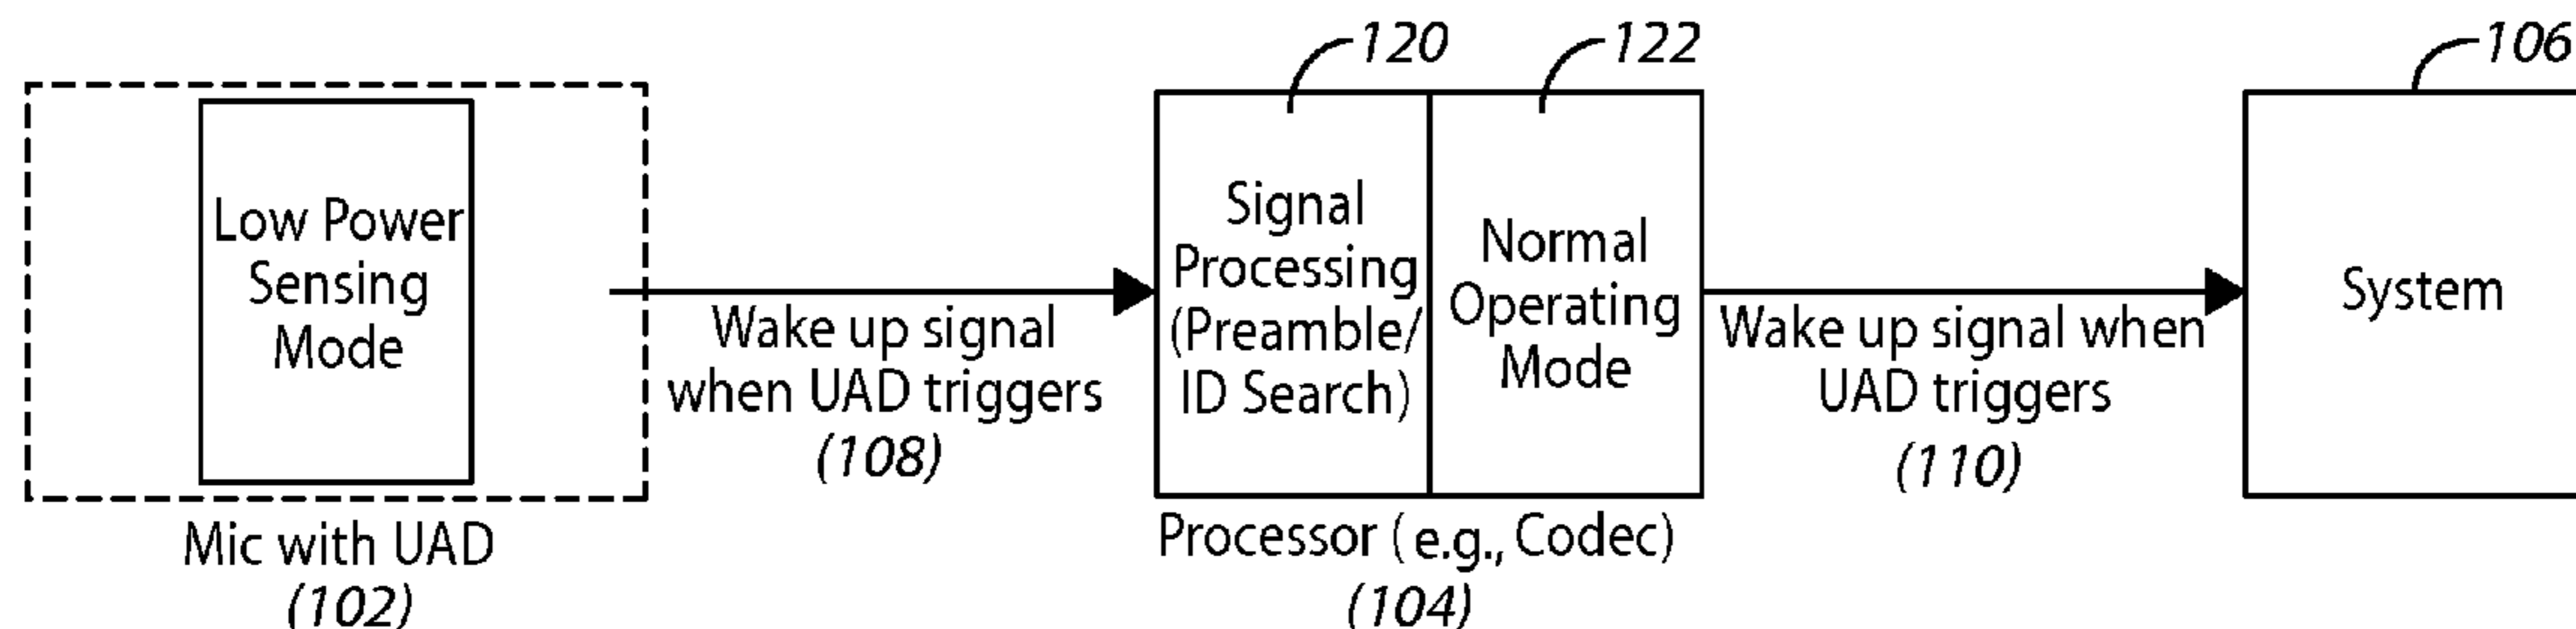 120
122
106
Low Power
Sensing
Mode
Wake up signal
when UAD triggers
(108)
Signal
Processing
(Preamble/
ID Search)
Normal
Operating
Mode
Wake up signal when
UAD triggers
(110)
System
Mic with UAD
(102)
Processor (e.g., Codec)
(104)